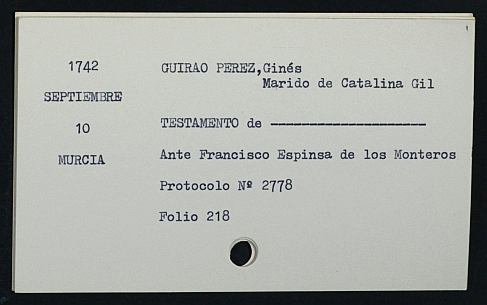 1742
SEPTIEMBRE
10
MURCIA
GUIRAO PEREZ,Ginés
Marido de Catalina Gil
TESTAMENTO de --------------------
Ante Francisco Espinsa de los Monteros
Protocolo Nº 2778
Folio 218